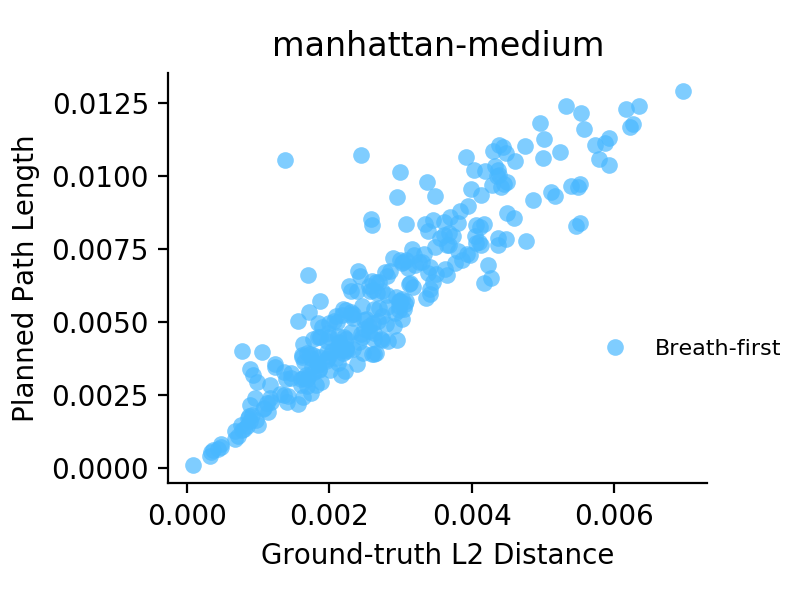 manhattan-medium
Planned Path Length
0.0125
0.0100
0.0075
0.0050
0.0025
0.0000
Breath-first
0.000 0.002 0.004 0.006
Ground-truth L2 Distance